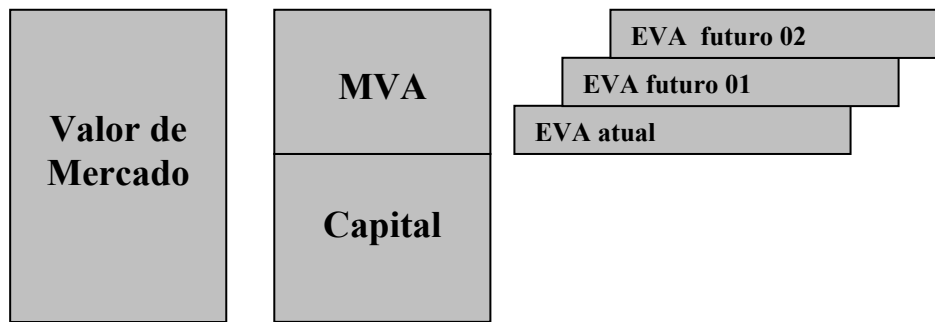 Valor de
Mercado
MVA
Capital
EVA  futuro 02
EVA futuro 01
EVA atual